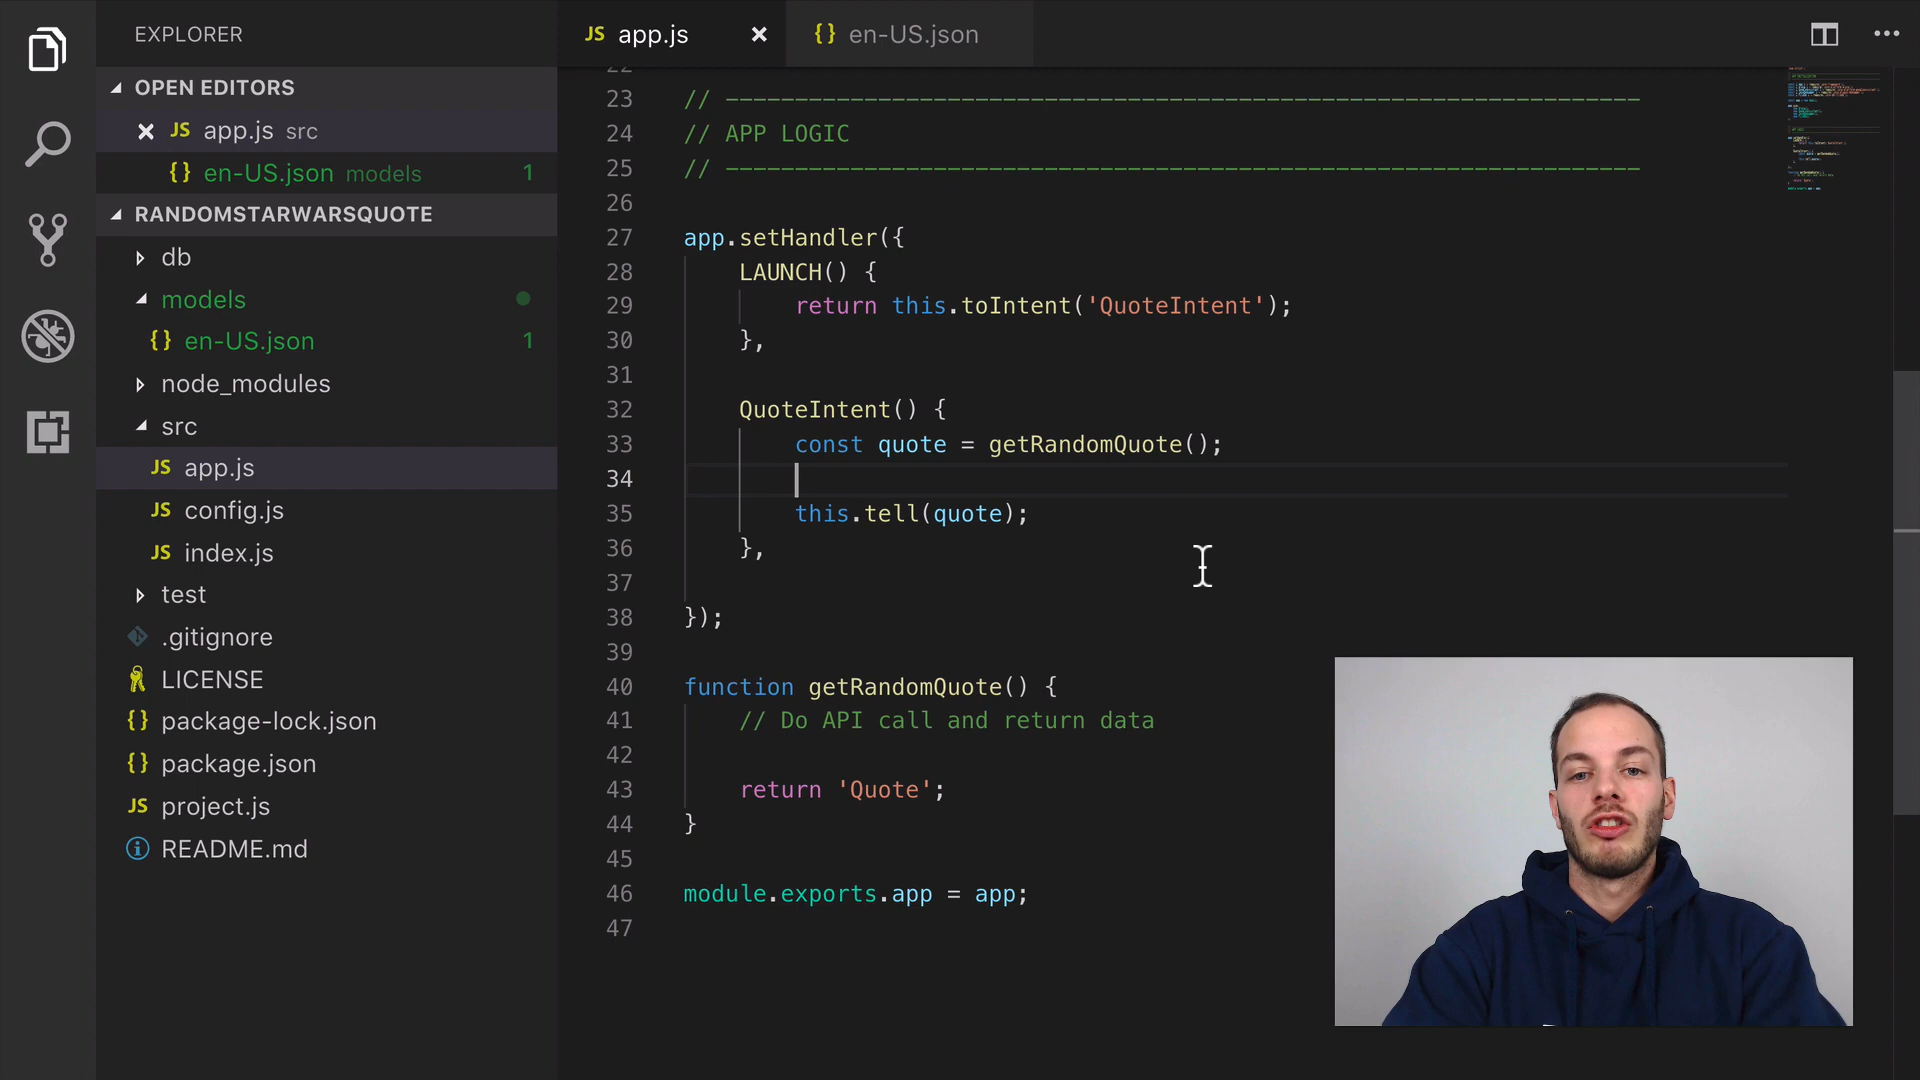 EXPLORER
OPEN EDITORS
JS app.js src
{} en-US.json models 1
RANDOMSTARWARSQUOTE
db
models
{} en-US.json 1
node_modules
src
JS app.js
JS config.js
JS index.js
test
.gitignore
LICENSE
{} package-lock.json
{} package.json
JS project.js
README.md
JS app.js
{} en-US.json
22
23 // ------------------------------------------------------------------
24 // APP LOGIC
25 // ------------------------------------------------------------------
26
27 app.setHandler({
28     LAUNCH() {
29         return this.toIntent('QuoteIntent');
30     },
31
32     QuoteIntent() {
33         const quote = getRandomQuote();
34
35         this.tell(quote);
36     },
37
38 });
39
40 function getRandomQuote() {
41     // Do API call and return data
42
43     return 'Quote';
44 }
45
46 module.exports.app = app;
47